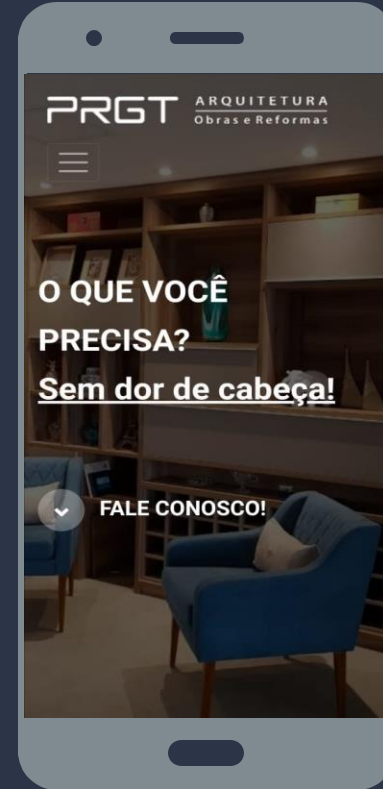 PRGT ARQUITETURA
Obras e Reformas
O QUE VOCÊ
PRECISA?
Sem dor de cabeça!
FALE CONOSCO!